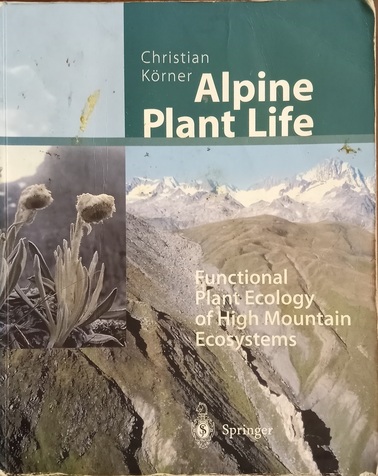 Christian
Körner
Alpine
Plant Life
Functional
Plant Ecology
of High Mountain
Ecosystems
Springer